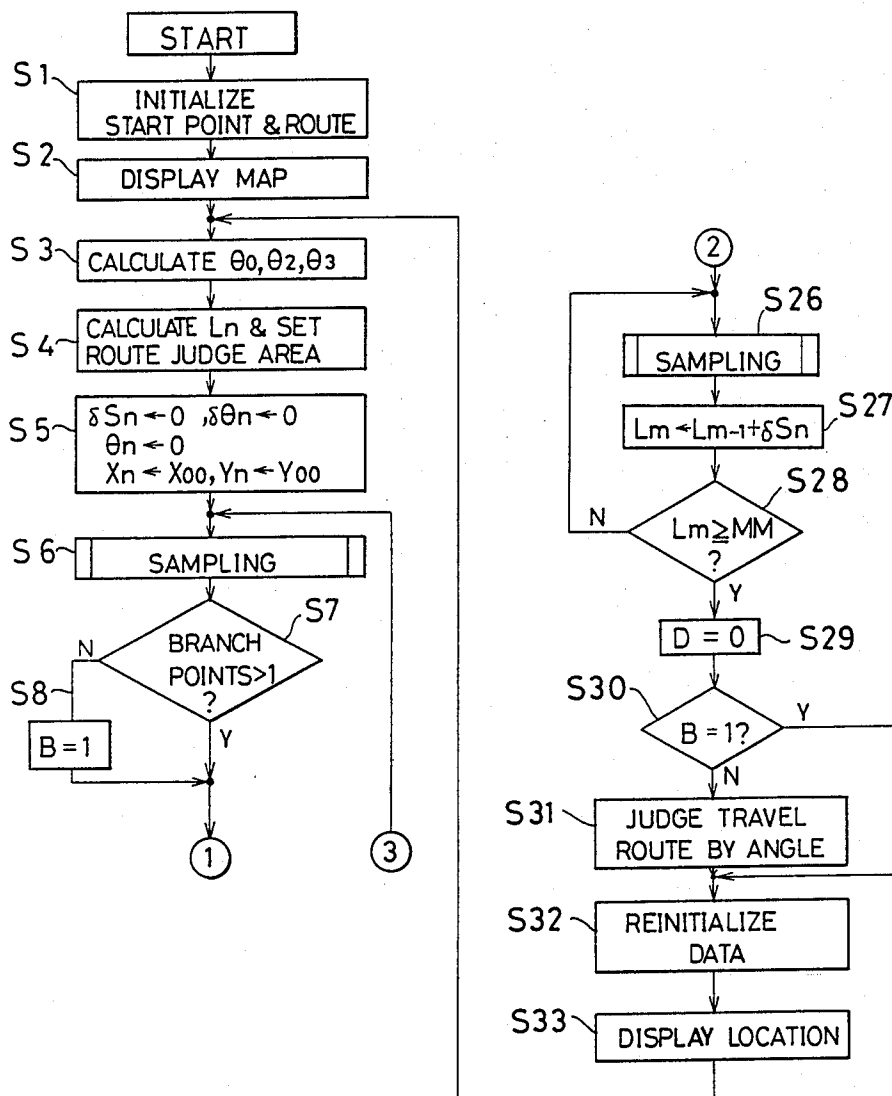 START
S1
INITIALIZE
START POINT & ROUTE
S2
DISPLAY MAP
S3
CALCULATE θ0,θ2,θ3
S4
CALCULATE Ln & SET
ROUTE JUDGE AREA
S5
δSn←0 ,δθn←0
θn←0
Xn←X00,Yn←Y00
S6
SAMPLING
S7
N
BRANCH
POINTS>1
?
S8
B=1
Y
1
3
2
S26
SAMPLING
S27
Lm←Lm-1+δSn
S28
N
Lm≧MM
?
Y
D = 0
S29
S30
B = 1?
Y
N
S31
JUDGE TRAVEL
ROUTE BY ANGLE
S32
REINITIALIZE
DATA
S33
DISPLAY LOCATION